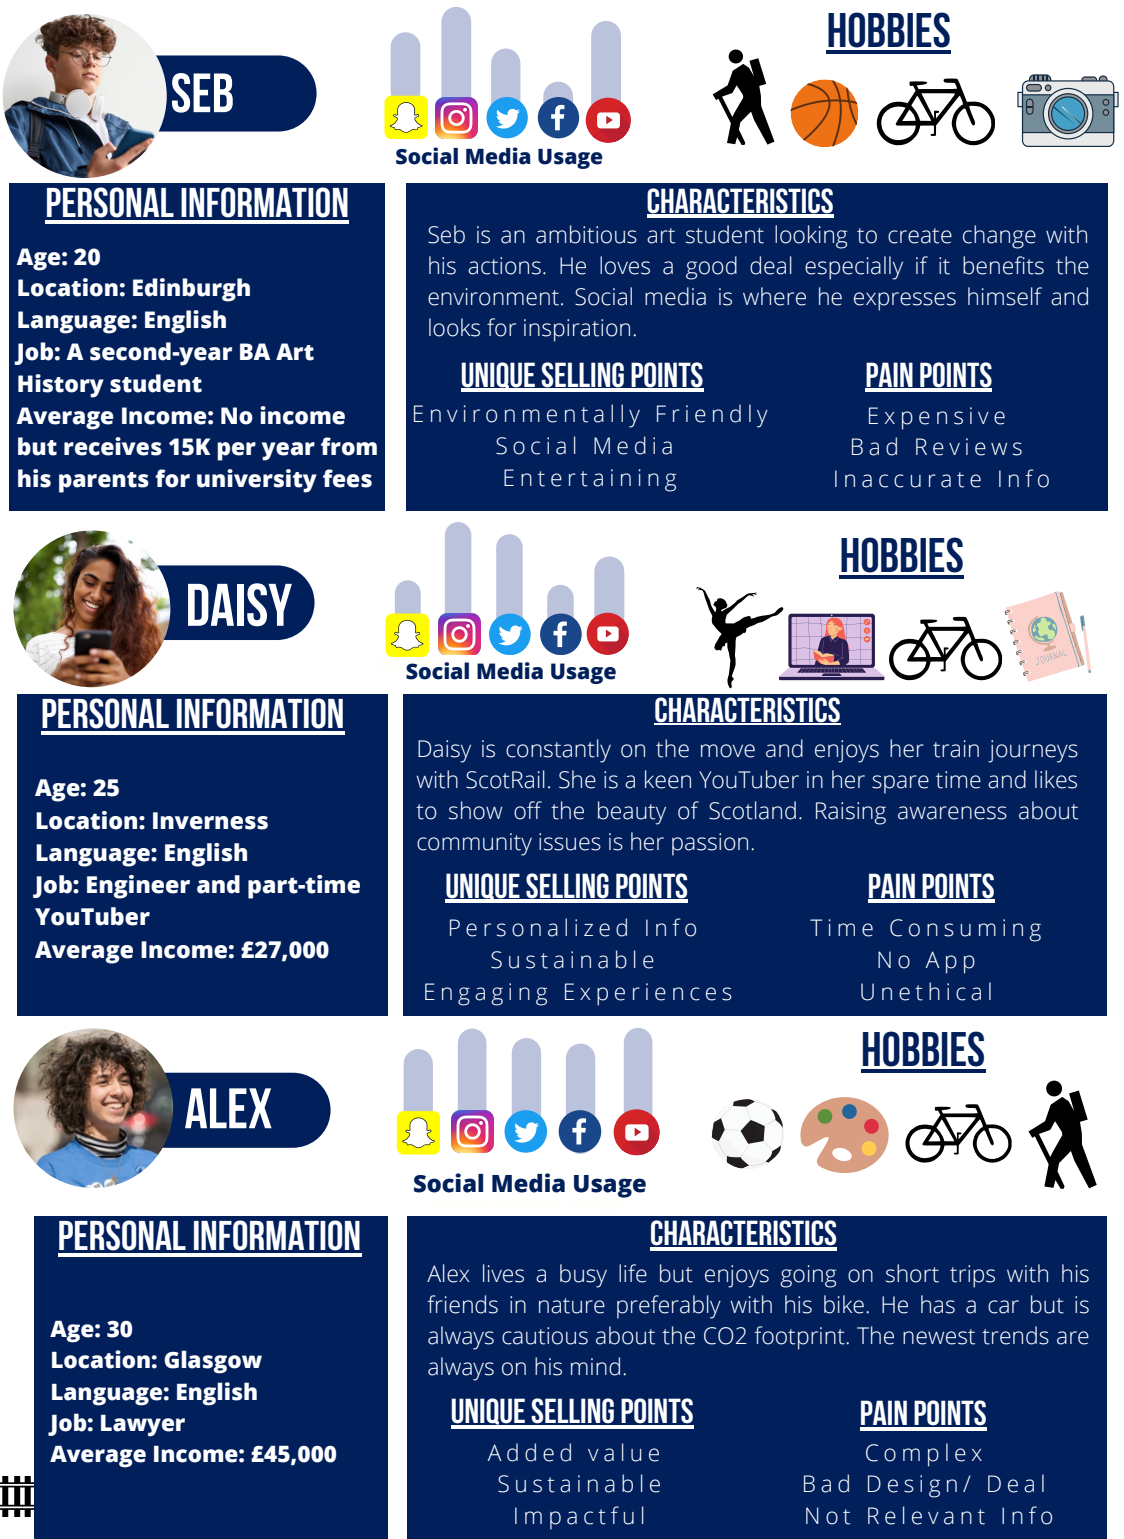 SEB
Social Media Usage
HOBBIES
PERSONAL INFORMATION
Age: 20
Location: Edinburgh
Language: English
Job: A second-year BA Art
History student
Average Income: No income
but receives 15K per year from
his parents for university fees
CHARACTERISTICS
Seb is an ambitious art student looking to create change with
his actions. He loves a good deal especially if it benefits the
environment. Social media is where he expresses himself and
looks for inspiration.
UNIQUE SELLING POINTS
Environmentally Friendly
Social Media
Entertaining
PAIN POINTS
Expensive
Bad Reviews
Inaccurate Info
DAISY
Social Media Usage
HOBBIES
JOURNAL
PERSONAL INFORMATION
Age: 25
Location: Inverness
Language: English
Job: Engineer and part-time
YouTuber
Average Income: £27,000
CHARACTERISTICS
Daisy is constantly on the move and enjoys her train journeys
with ScotRail. She is a keen YouTuber in her spare time and likes
to show off the beauty of Scotland. Raising awareness about
community issues is her passion.
UNIQUE SELLING POINTS
Personalized Info
Sustainable
Engaging Experiences
PAIN POINTS
Time Consuming
No App
Unethical
ALEX
Social Media Usage
HOBBIES
PERSONAL INFORMATION
Age: 30
Location: Glasgow
Language: English
Job: Lawyer
Average Income: £45,000
CHARACTERISTICS
Alex lives a busy life but enjoys going on short trips with his
friends in nature preferably with his bike. He has a car but is
always cautious about the CO2 footprint. The newest trends are
always on his mind.
UNIQUE SELLING POINTS
Added value
Sustainable
Impactful
PAIN POINTS
Complex
Bad Design/ Deal
Not Relevant Info